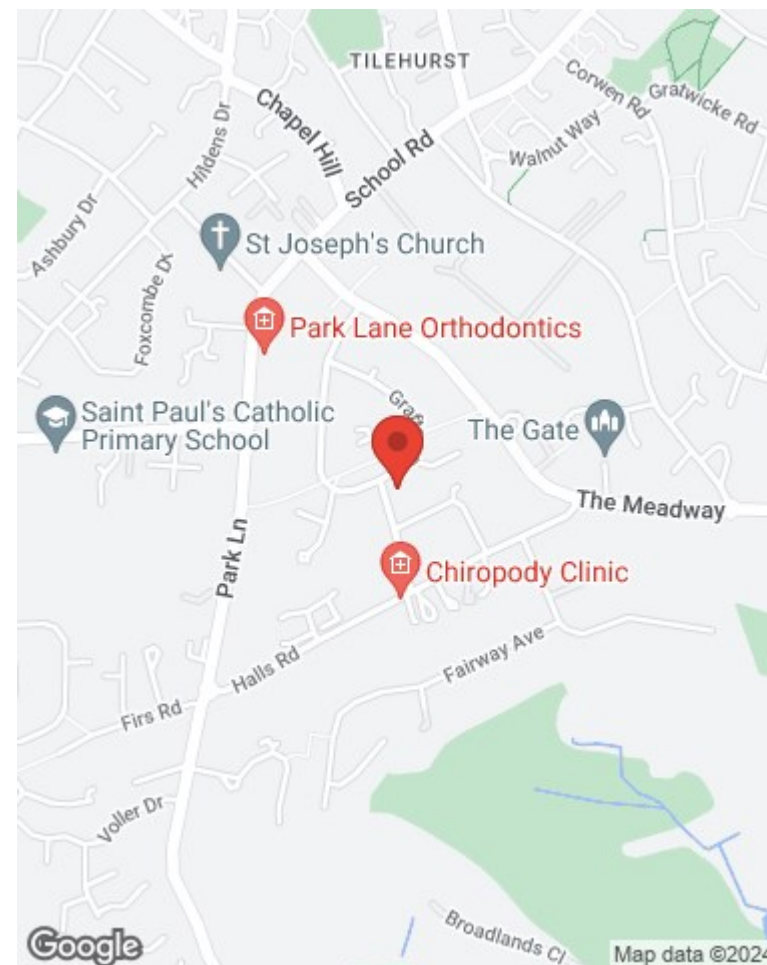 TILEHURST
Corwen Rd
Gratwicke Rd
Chapel Hill
Hildens Dr
School Rd
Walnut Way
Ashbury Dr
St Joseph's Church
Foxcombe D
Park Lane Orthodontics
Graf
Saint Paul's Catholic
Primary School
The Gate
The Meadway
Park Ln
Chiropody Clinic
Halls Rd
Fairway Ave
Firs Rd
Voller Dr
Broadlands Cl
Google
Map data ©2024